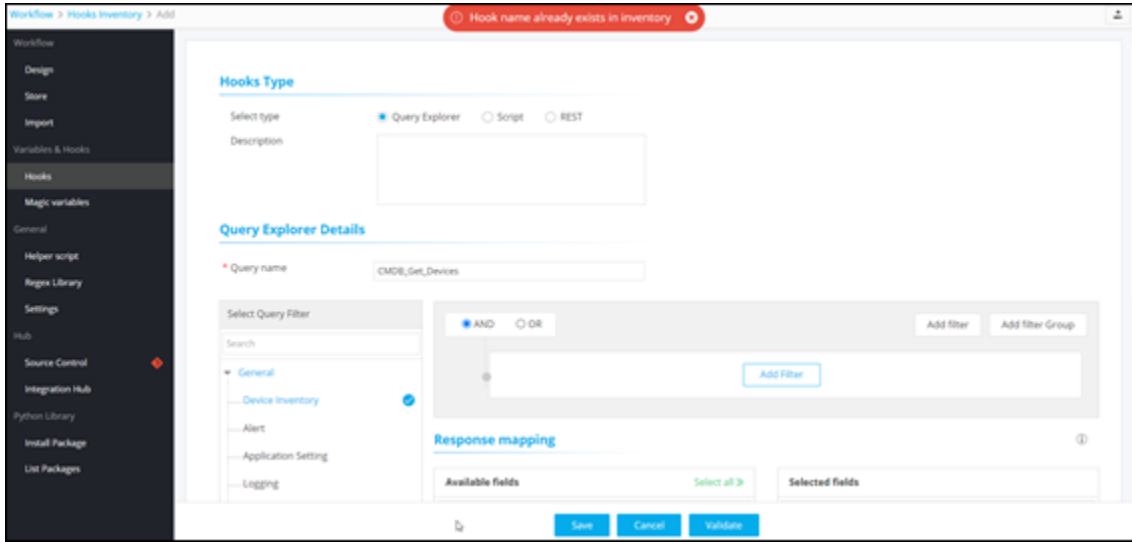 Workflow > Hooks Inventory > Add
Hook name already exists in inventory
Workflow
Design
Store
Import
Variables & Hooks
Hooks
Magic variables
General
Helper script
Regex Library
Settings
Hub
Source Control
Integration Hub
Python Library
Install Package
List Packages
Hooks Type
Select type
Query Explorer Script REST
Description
Query Explorer Details
* Query name
CMDB_Get_Devices
Select Query Filter
Search
General
Device Inventory
Alert
Application Setting
Logging
AND OR
Add filter
Add filter Group
Add Filter
Response mapping
Available fields
Select all
Selected fields
Save
Cancel
Validate